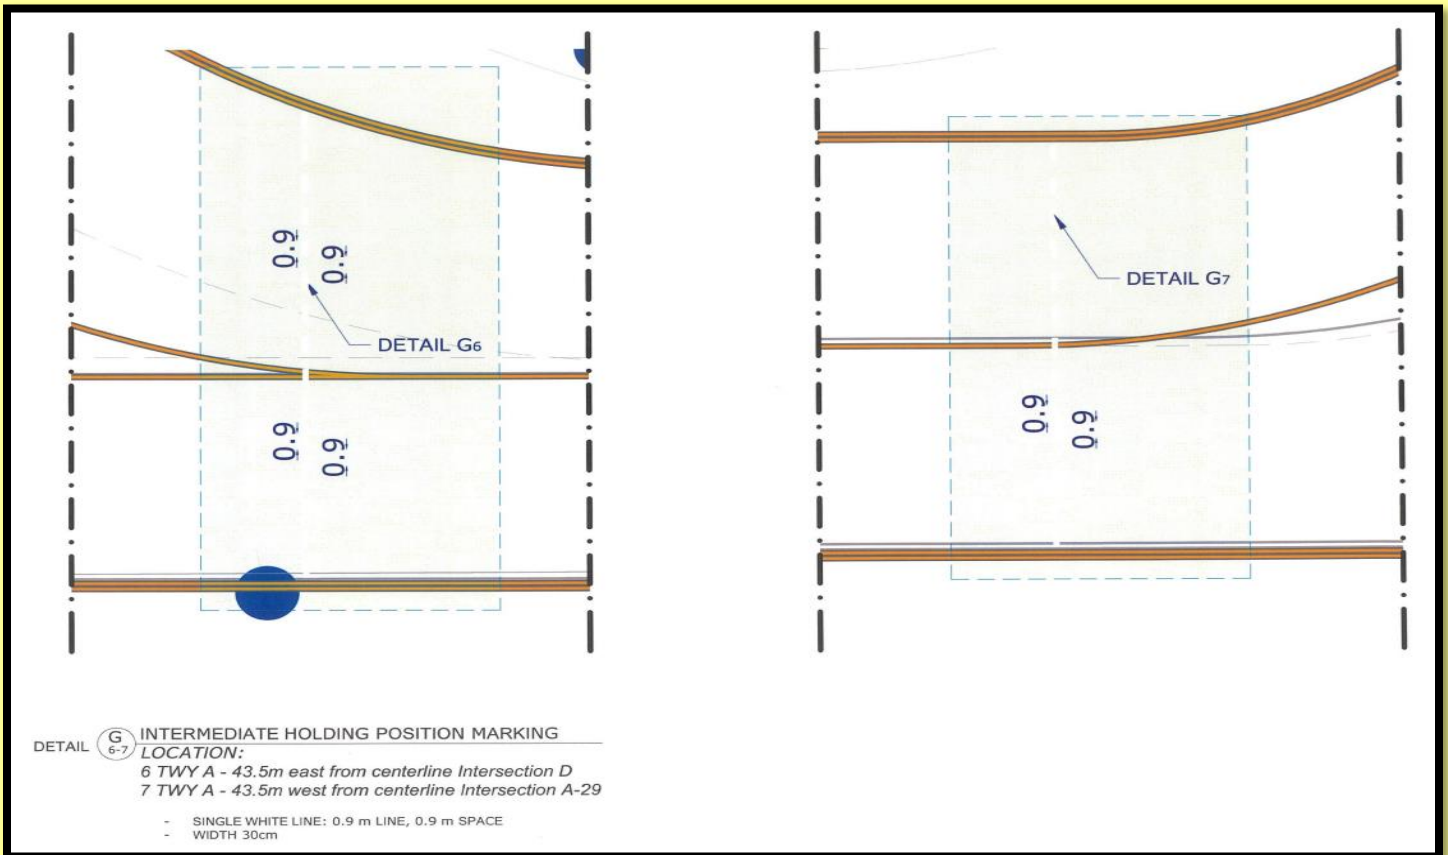 0.9
0.9
DETAIL G6
0.9
0.9
DETAIL G7
0.9
0.9
DETAIL G 6-7 INTERMEDIATE HOLDING POSITION MARKING
LOCATION:
6 TWY A - 43.5m east from centerline Intersection D
7 TWY A - 43.5m west from centerline Intersection A-29
- SINGLE WHITE LINE: 0.9 m LINE, 0.9 m SPACE
- WIDTH 30cm